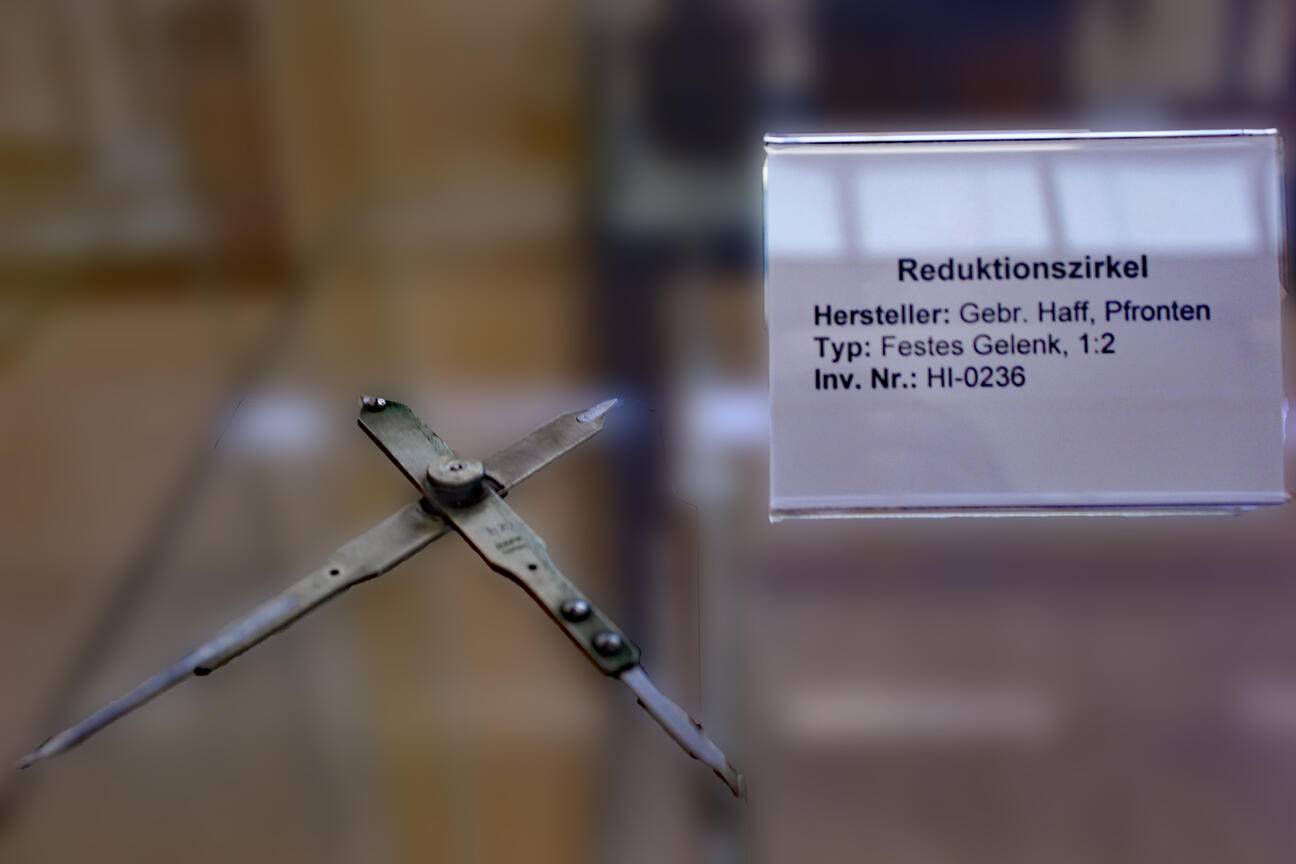 Reduktionszirkel
Hersteller: Gebr. Haff, Pfronten
Typ: Festes Gelenk, 1:2
Inv. Nr.: HI-0236